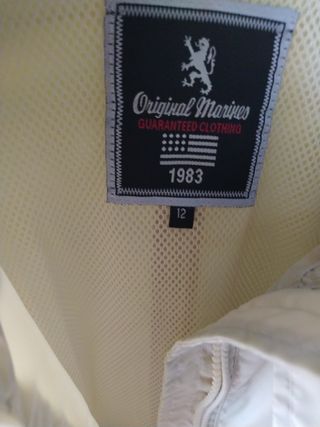 Original Marines
GUARANTEED CLOTHING
1983
12